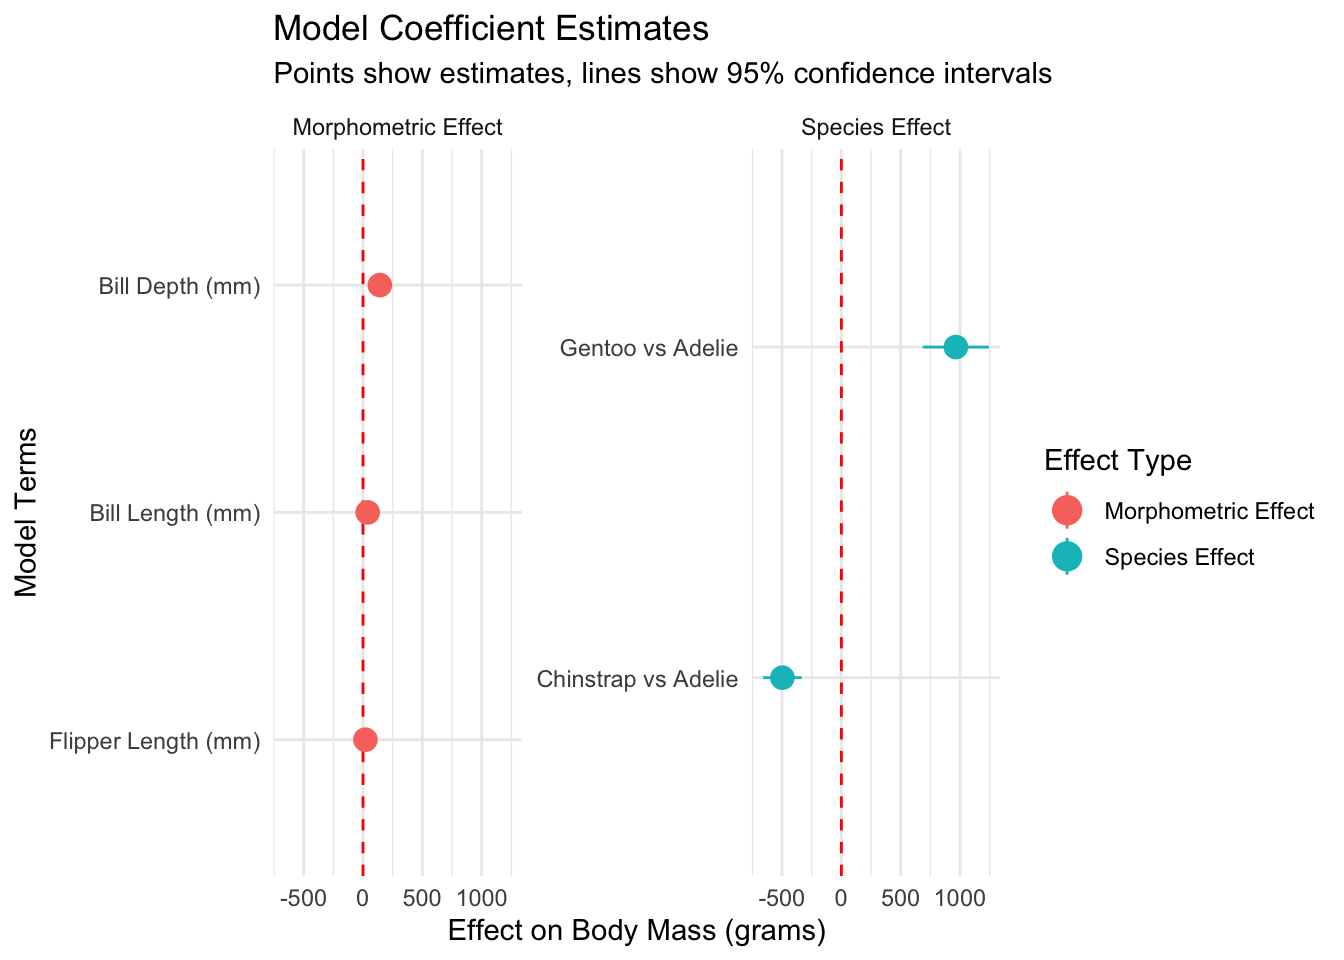 Model Coefficient Estimates
Points show estimates, lines show 95% confidence intervals
Morphometric Effect
Species Effect
Model Terms
Bill Depth (mm)
Bill Length (mm)
Flipper Length (mm)
Gentoo vs Adelie
Chinstrap vs Adelie
-500 0 500 1000
-500 0 500 1000
Effect on Body Mass (grams)
Effect Type
Morphometric Effect
Species Effect